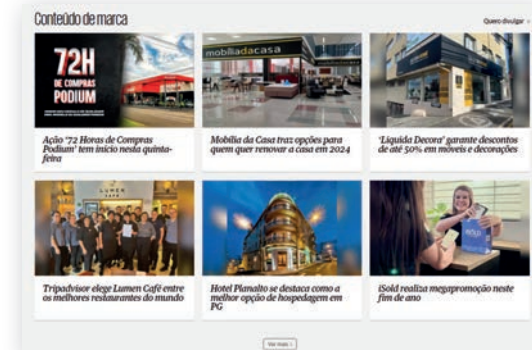 Conteúdo de marca
Quero divulgar
72H
DE COMPRAS
PODIUM
mobíliadacasa
Ação '72 Horas de Compras
Podium' tem início nesta quinta-
feira
Mobília da Casa traz opções para
quem quer renovar a casa em 2024
'Liquida Decora' garante descontos
de até 50% em móveis e decorações
LUMEN
CAFÉ
Tripadvisor elege Lumen Café entre
os melhores restaurantes do mundo
Hotel Planalto se destaca como a
melhor opção de hospedagem em
PG
iSold realiza megapromoção neste
fim de ano
Ver mais >